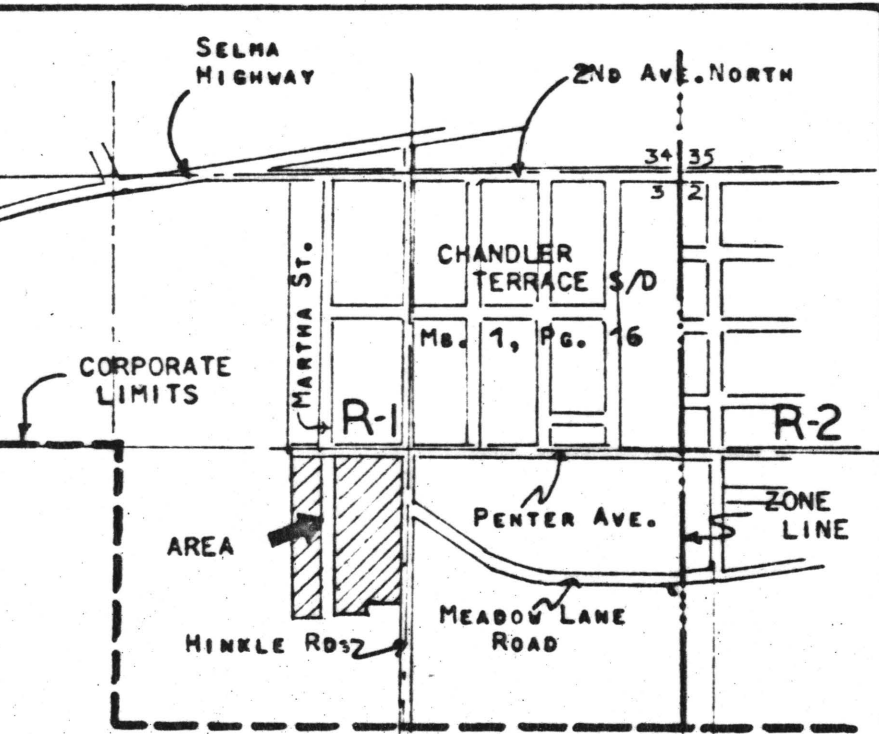 SELMA
HIGHWAY
2ND AVE. NORTH
34 35
3 2
CHANDLER
TERRACE S/D
MB. 1, PG. 16
MARTHA ST.
CORPORATE
LIMITS
R-1
R-2
PENTER AVE.
ZONE
LINE
AREA
MEADOW LANE
ROAD
HINKLE RD